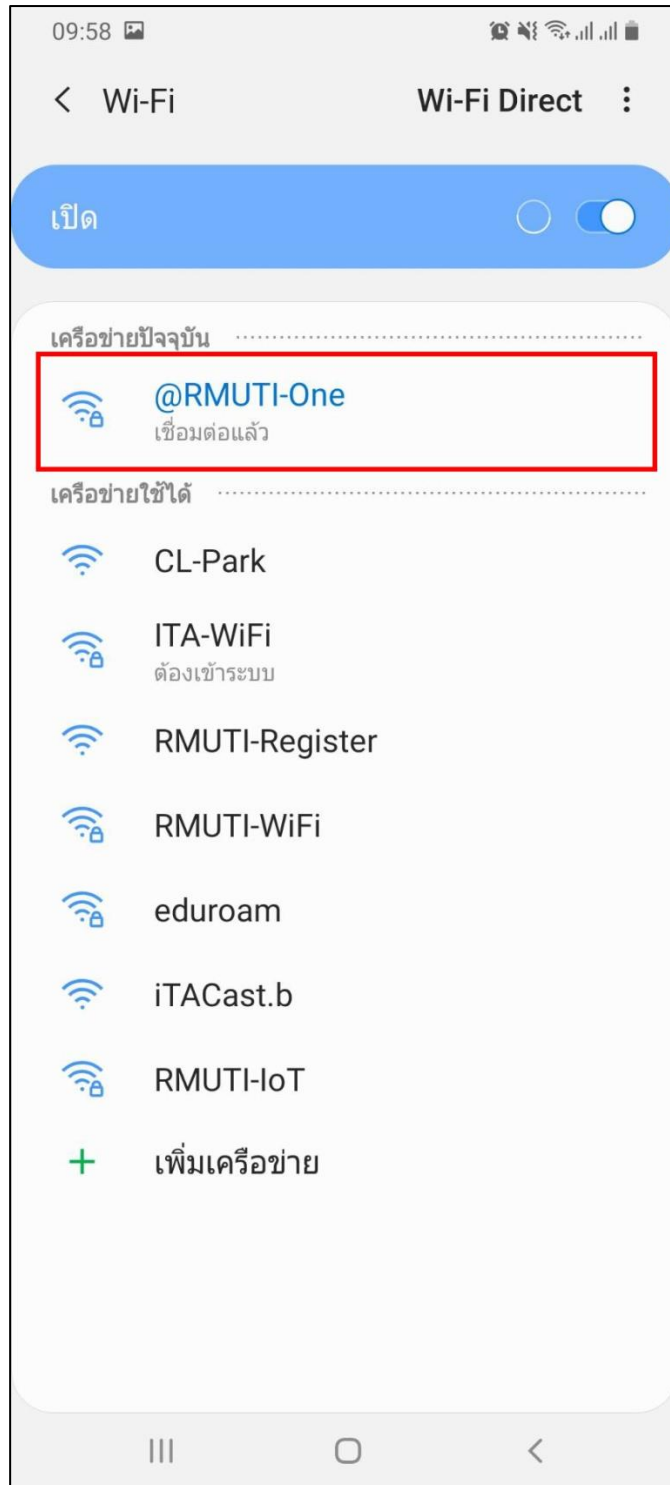 09:58
Wi-Fi Wi-Fi Direct
เปิด
เครือข่ายปัจจุบัน
@RMUTI-One
เชื่อมต่อแล้ว
เครือข่ายใช้ได้
CL-Park
ITA-WiFi
ต้องเข้าระบบ
RMUTI-Register
RMUTI-WiFi
eduroam
iTACast.b
RMUTI-IoT
เพิ่มเครือข่าย